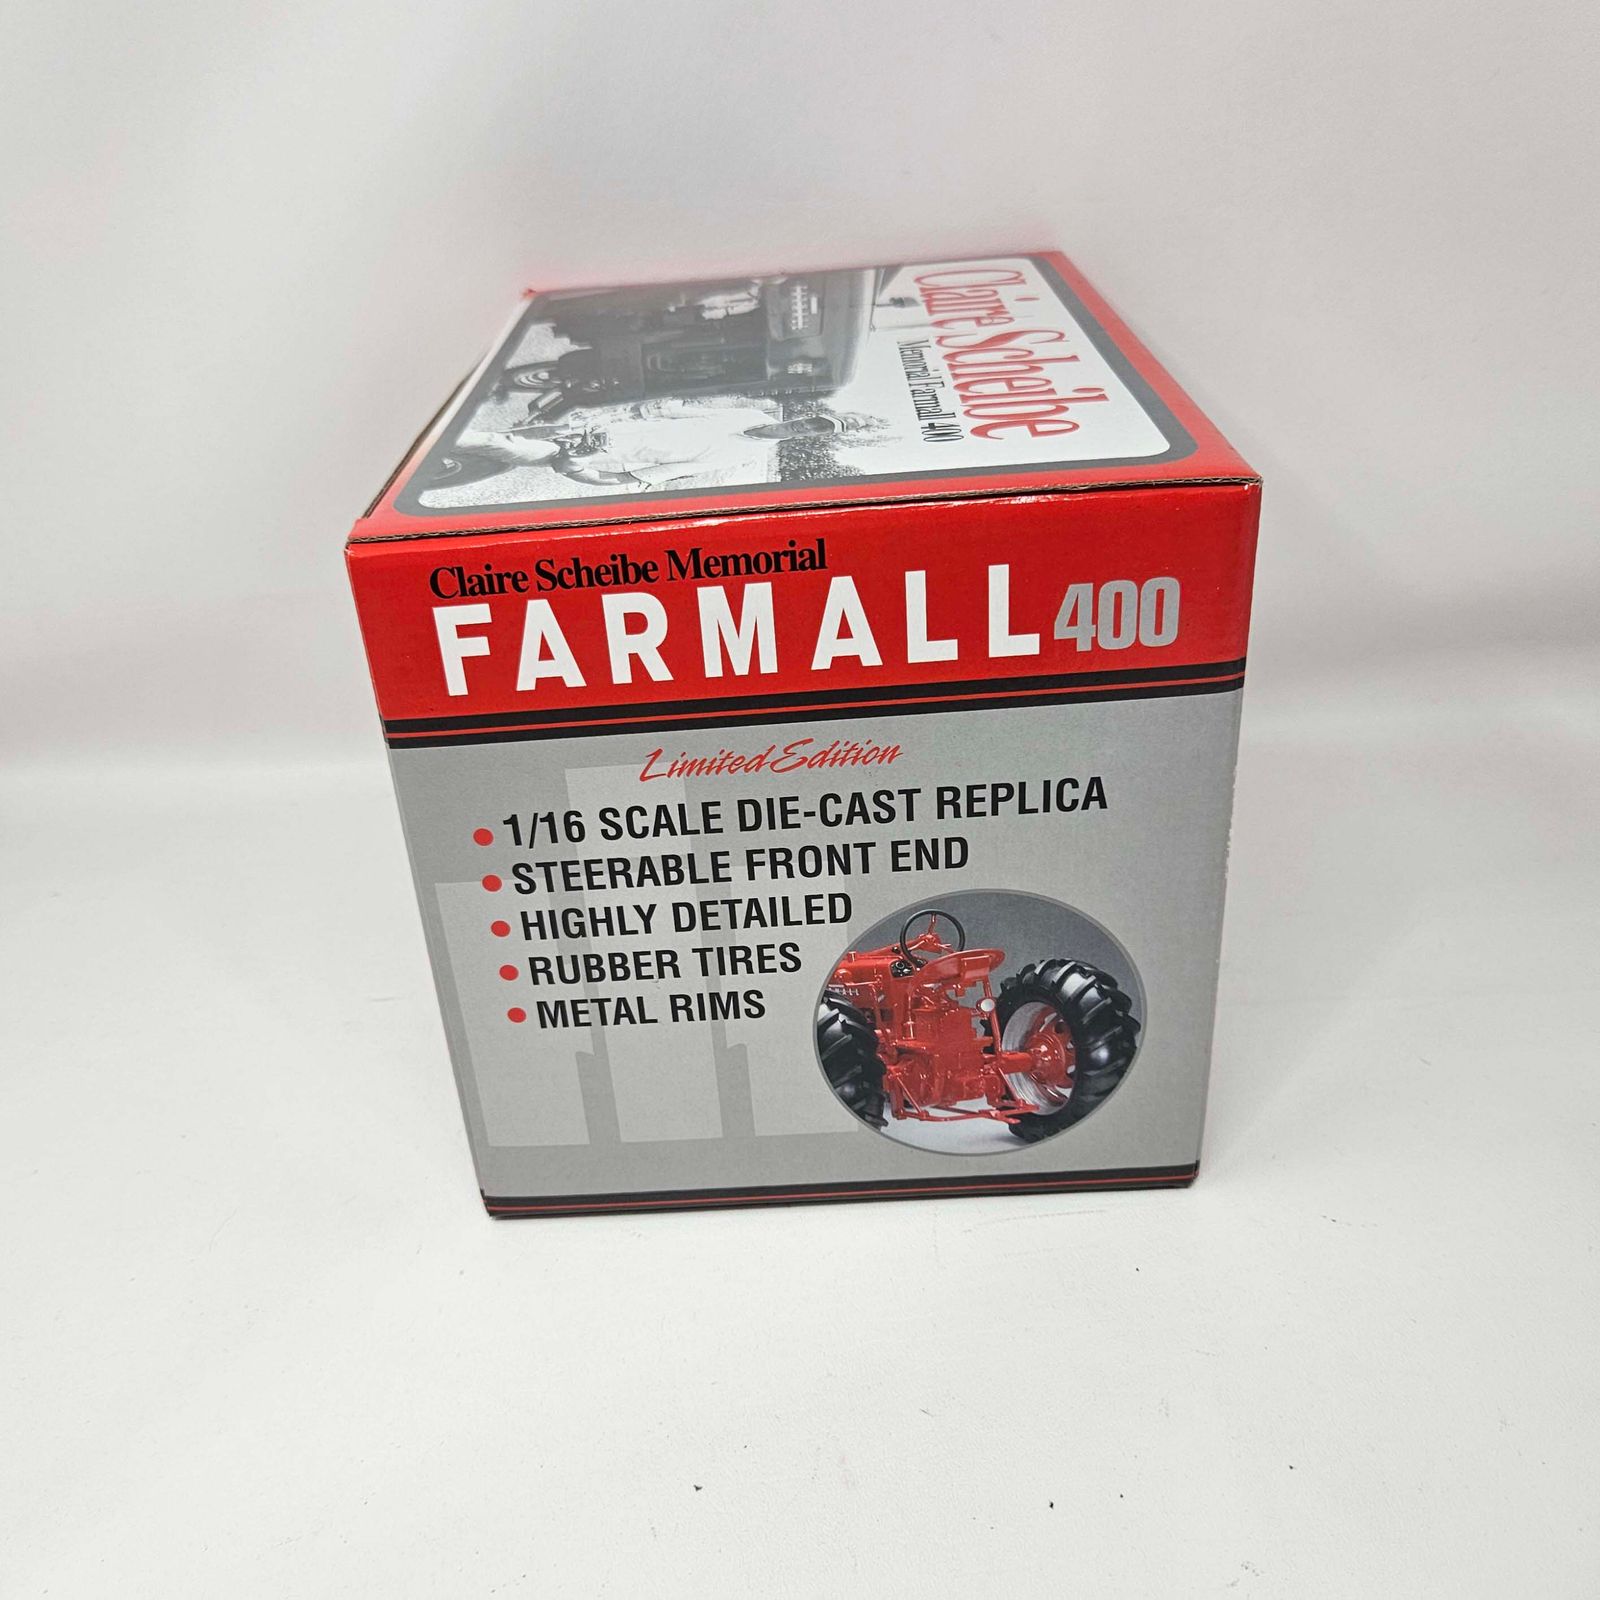 Claire Scheibe
Memorial Farmall 400
Claire Scheibe Memorial
FARMALL 400
Limited Edition
• 1/16 SCALE DIE-CAST REPLICA
• STEERABLE FRONT END
• HIGHLY DETAILED
• RUBBER TIRES
• METAL RIMS